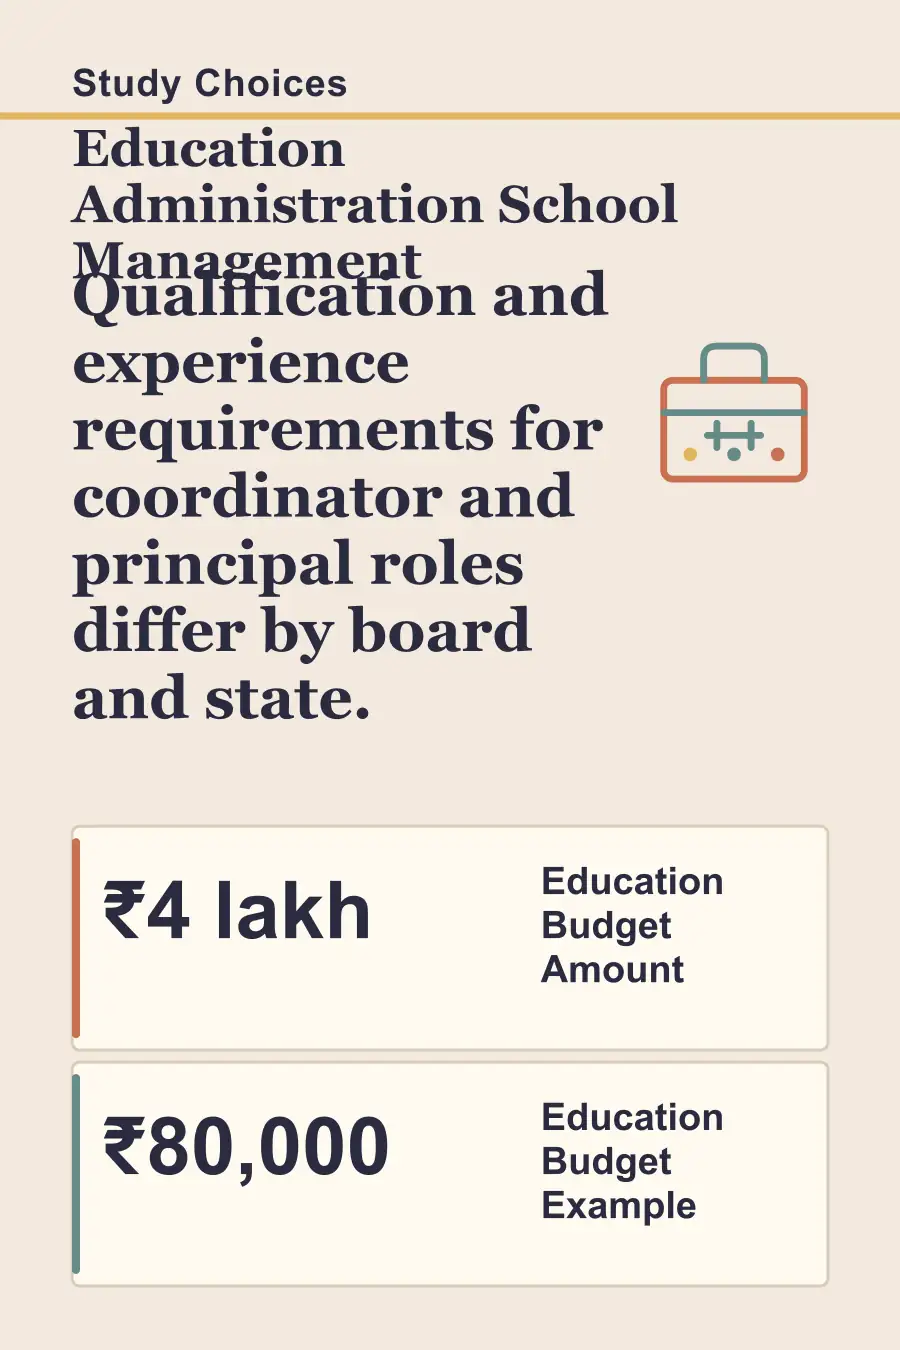 Study Choices
Education
Administration School
Management
Qualification and
experience
requirements for
coordinator and
principal roles
differ by board
and state.
₹4 lakh
Education
Budget
Amount
₹80,000
Education
Budget
Example